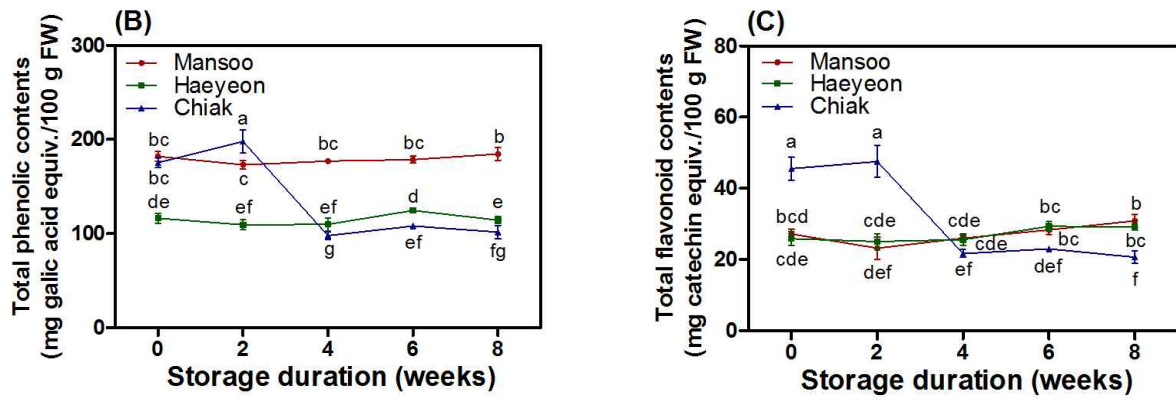 (B)
Total phenolic contents
(mg galic acid equiv./100 g FW)
300
200
100
0
Mansoo
Haeyeon
Chiak
bc
a
bc
bc
b
bc
c
de
ef
ef
d
e
g
ef
fg
0 2 4 6 8
Storage duration (weeks)
(C)
Total flavonoid contents
(mg catechin equiv./100 g FW)
80
60
40
20
0
Mansoo
Haeyeon
Chiak
a
a
bcd
cde
cde
bc
b
cde
def
ef
cde
def
bc
bc
f
0 2 4 6 8
Storage duration (weeks)